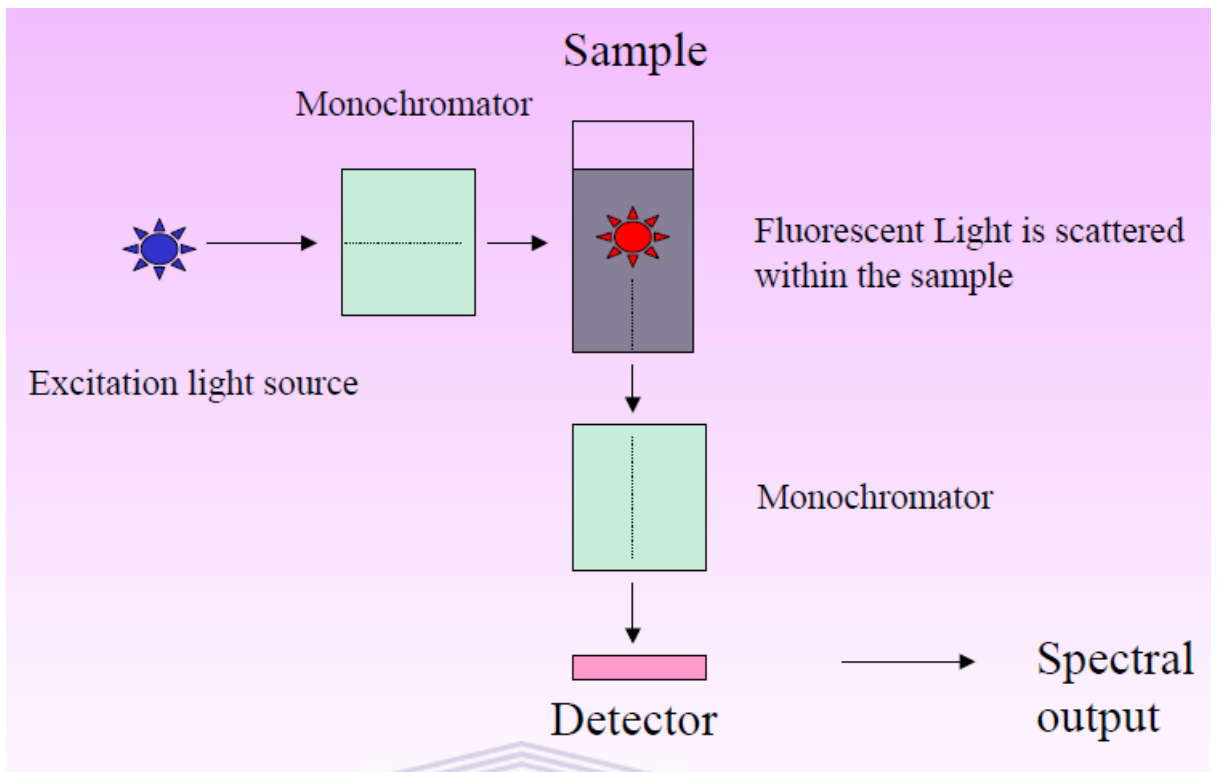 Sample
Monochromator
Fluorescent Light is scattered
within the sample
Excitation light source
Monochromator
Spectral
output
Detector